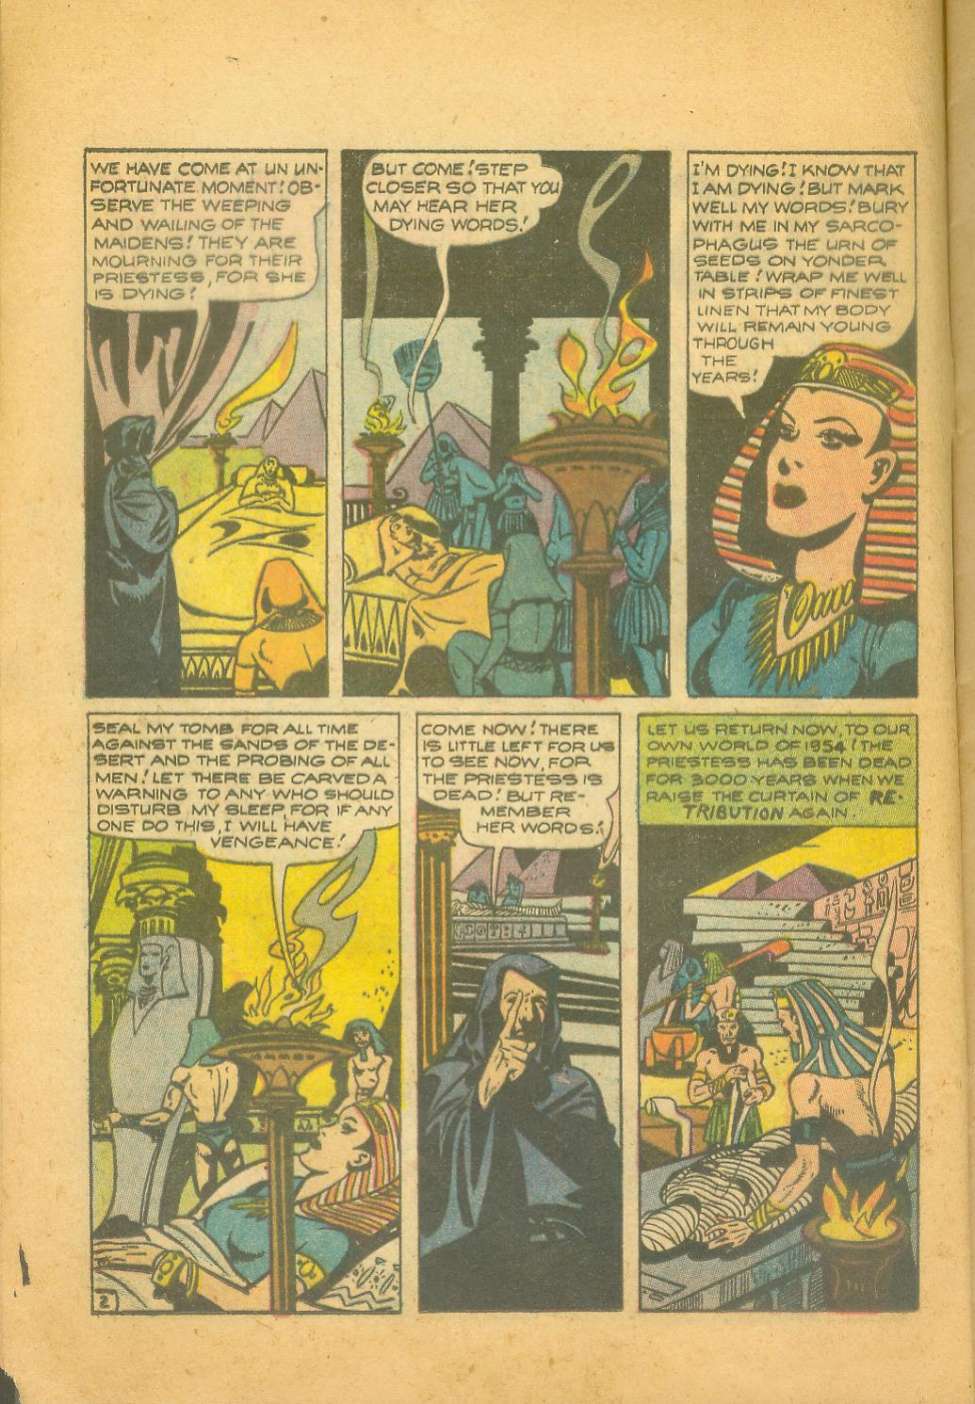 WE HAVE COME AT UN UN-
FORTUNATE MOMENT! OB-
SERVE THE WEEPING
AND WAILING OF THE
MAIDENS! THEY ARE
MOURNING FOR THEIR
PRIESTESS, FOR SHE
IS DYING!
BUT COME! STEP
CLOSER SO THAT YOU
MAY HEAR HER
DYING WORDS!
I'M DYING! I KNOW THAT
I AM DYING! BUT MARK
WELL MY WORDS! BURY
WITH ME IN MY SARCO-
PHAGUS THE URN OF
SEEDS ON YONDER
TABLE! WRAP ME WELL
IN STRIPS OF FINEST
LINEN THAT MY BODY
WILL REMAIN YOUNG
THROUGH
THE
YEARS!
SEAL MY TOMB FOR ALL TIME
AGAINST THE SANDS OF THE DE-
SERT AND THE PROBING OF ALL
MEN! LET THERE BE CARVED A
WARNING TO ANY WHO SHOULD
DISTURB MY SLEEP, FOR IF ANY
ONE DO THIS, I WILL HAVE
VENGEANCE!
2
COME NOW! THERE
IS LITTLE LEFT FOR US
TO SEE NOW, FOR
THE PRIESTESS IS
DEAD! BUT RE-
MEMBER
HER WORDS!
LET US RETURN NOW, TO OUR
OWN WORLD OF 1954! THE
PRIESTESS HAS BEEN DEAD
FOR 3000 YEARS WHEN WE
RAISE THE CURTAIN OF RE-
TRIBUTION AGAIN.